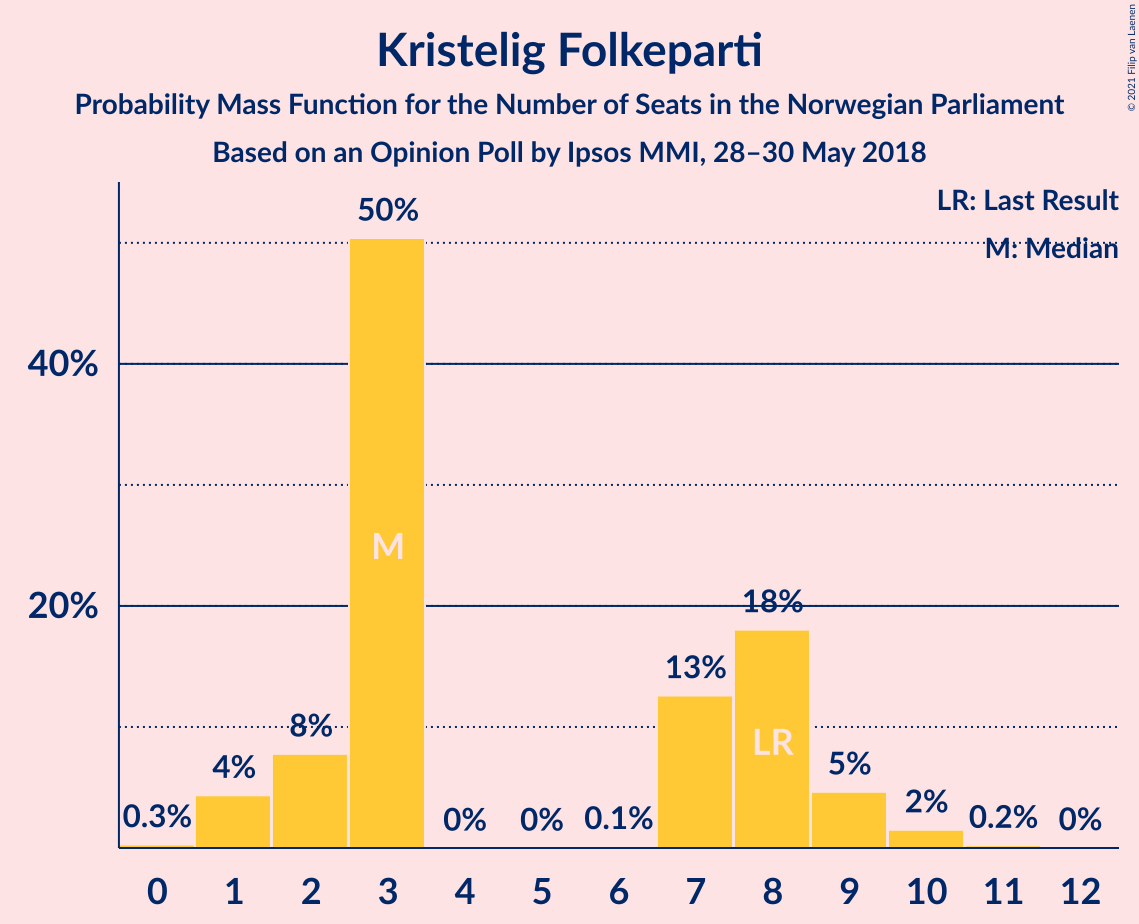 Kristelig Folkeparti
Probability Mass Function for the Number of Seats in the Norwegian Parliament
Based on an Opinion Poll by Ipsos MMI, 28–30 May 2018
© 2021 Filip van Laenen
LR: Last Result
M: Median
50%
40%
M
20%
18%
13%
LR
8%
4%
5%
2%
0.3%
0%
0%
0.1%
0.2%
0%
0 1 2 3 4 5 6 7 8 9 10 11 12